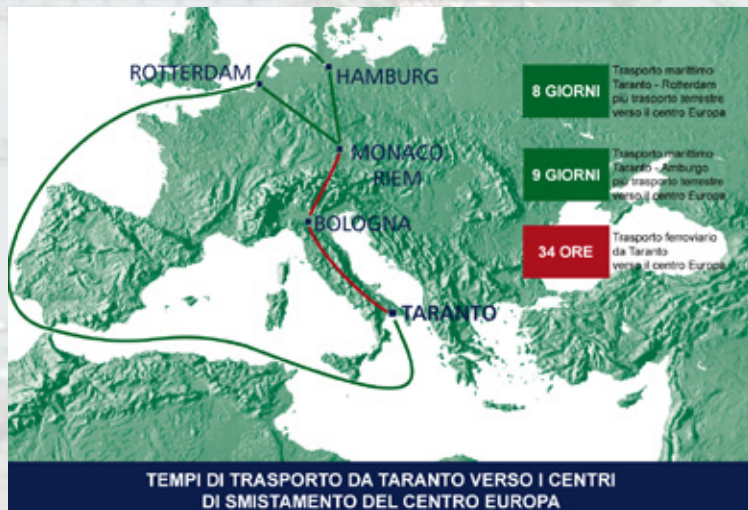 ROTTERDAM
HAMBURG
MONACO
RIEM
BOLOGNA
TARANTO
8 GIORNI
Trasporto marittimo
Taranto - Rotterdam
più trasporto terrestre
verso il centro Europa
9 GIORNI
Trasporto marittimo
Taranto - Amburgo
più trasporto terrestre
verso il centro Europa
34 ORE
Trasporto ferroviario
da Taranto
verso il centro Europa
TEMPI DI TRASPORTO DA TARANTO VERSO I CENTRI
DI SMISTAMENTO DEL CENTRO EUROPA